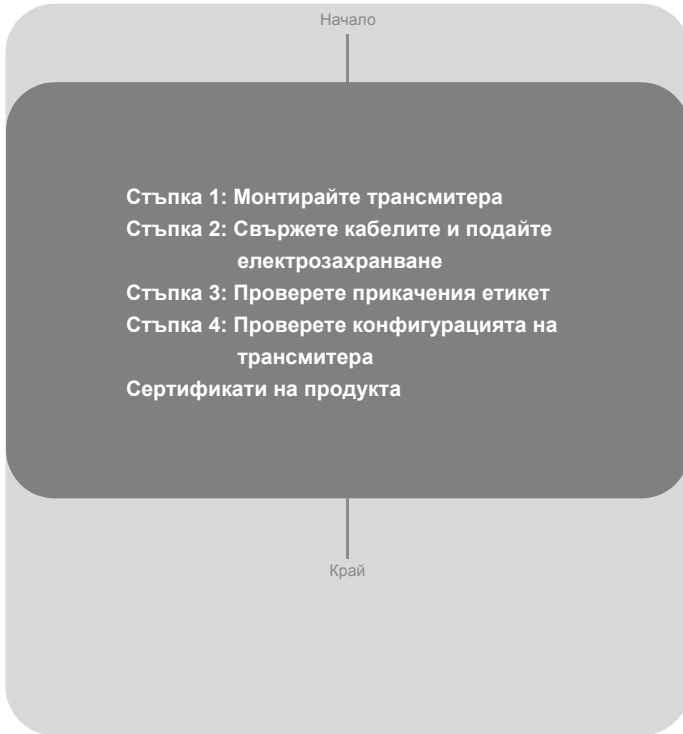 Начало
Стъпка 1: Монтирайте трансмитера
Стъпка 2: Свържете кабелите и подайте
електрозахранване
Стъпка 3: Проверете прикачения етикет
Стъпка 4: Проверете конфигурацията на
трансмитера
Сертификати на продукта
Край